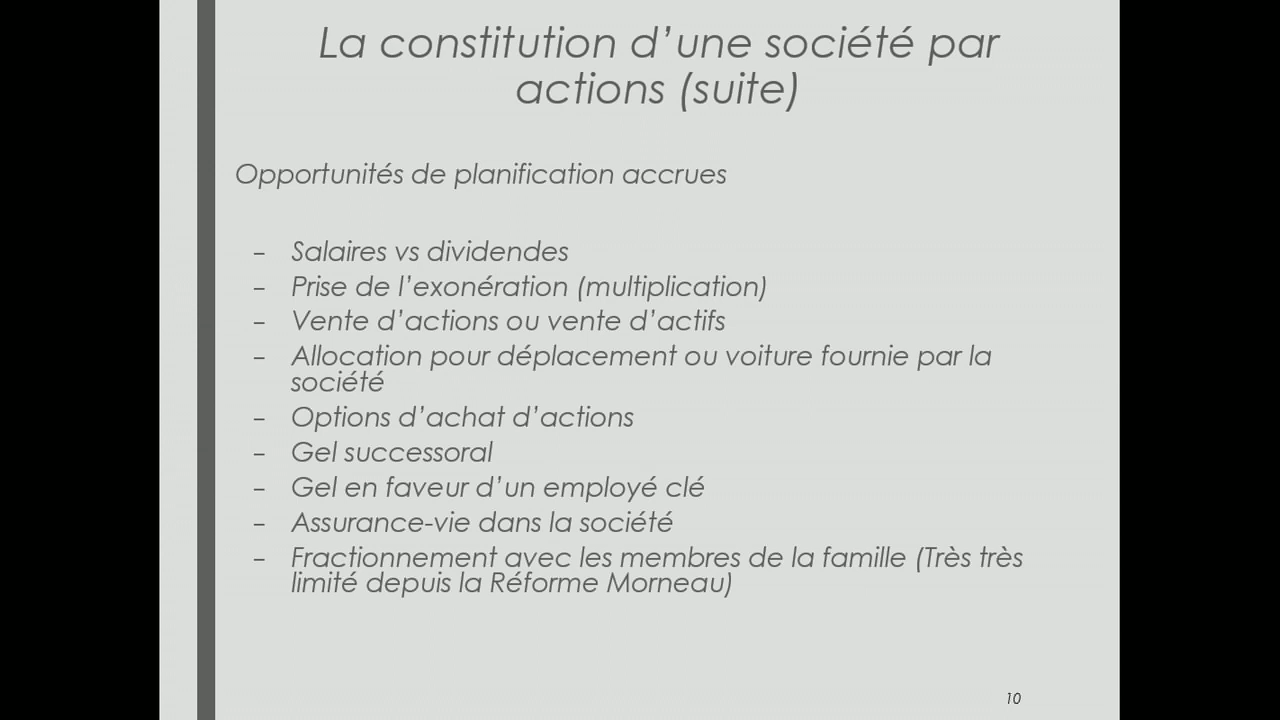 La constitution d’une société par
actions (suite)
Opportunités de planification accrues
– Salaires vs dividendes
– Prise de l’exonération (multiplication)
– Vente d’actions ou vente d’actifs
– Allocation pour déplacement ou voiture fournie par la
société
– Options d’achat d’actions
– Gel successoral
– Gel en faveur d’un employé clé
– Assurance-vie dans la société
– Fractionnement avec les membres de la famille (Très très
limité depuis la Réforme Morneau)
10